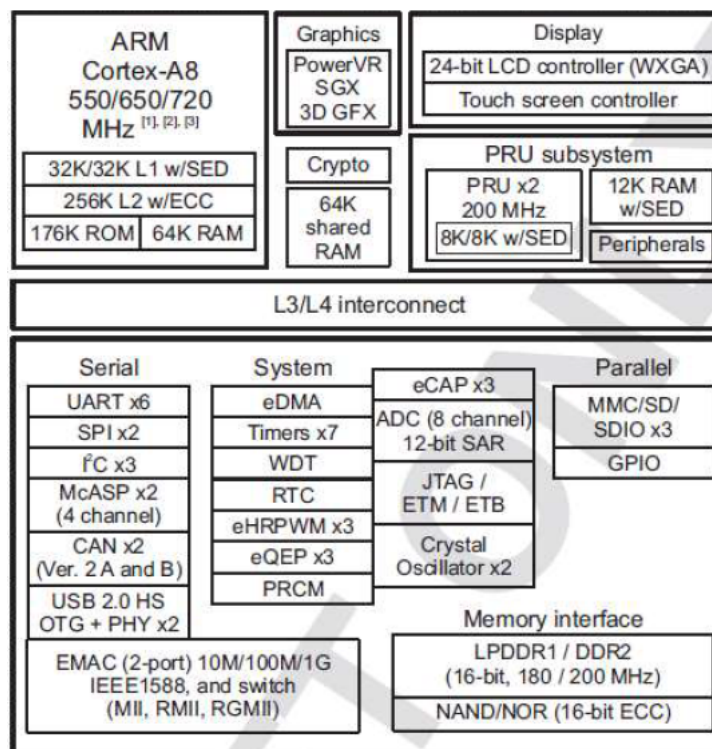 ARM
Cortex-A8
550/650/720
MHz [1], [2], [3]
32K/32K L1 w/SED
256K L2 w/ECC
176K ROM
64K RAM
Graphics
PowerVR
SGX
3D GFX
Crypto
64K
shared
RAM
Display
24-bit LCD controller (WXGA)
Touch screen controller
PRU subsystem
PRU x2
200 MHz
8K/8K w/SED
12K RAM
w/SED
Peripherals
L3/L4 interconnect
Serial
UART x6
SPI x2
I²C x3
McASP x2
(4 channel)
CAN x2
(Ver. 2 A and B)
USB 2.0 HS
OTG + PHY x2
EMAC (2-port) 10M/100M/1G
IEEE1588, and switch
(MII, RMII, RGMII)
System
eDMA
Timers x7
WDT
RTC
eHRPWM x3
eQEP x3
PRCM
eCAP x3
ADC (8 channel)
12-bit SAR
JTAG /
ETM / ETB
Crystal
Oscillator x2
Parallel
MMC/SD/
SDIO x3
GPIO
Memory interface
LPDDR1 / DDR2
(16-bit, 180 / 200 MHz)
NAND/NOR (16-bit ECC)